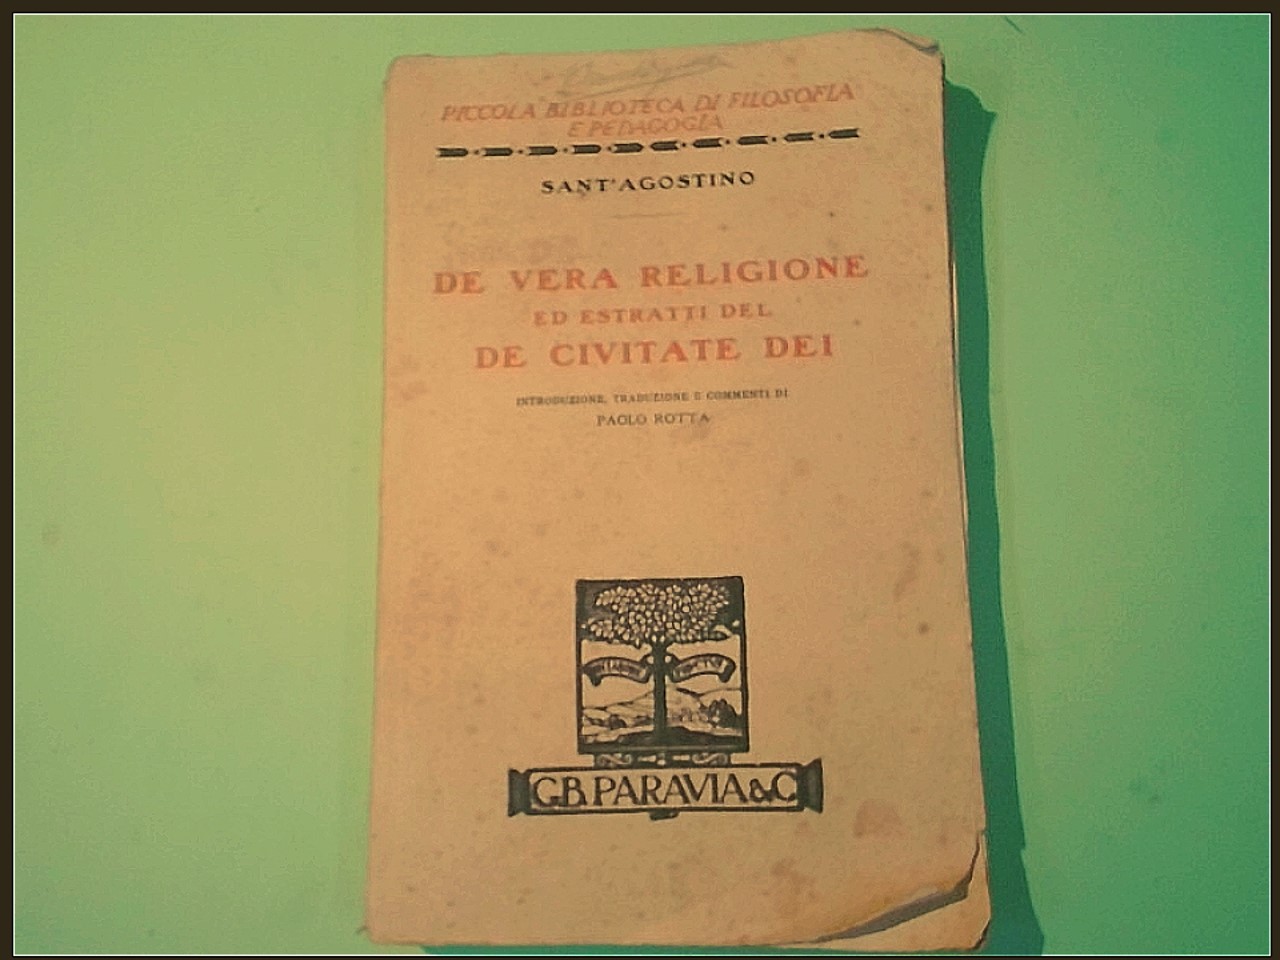 PICCOLA BIBLIOTECA DI FILOSOFIA
E PEDAGOGIA
SANT'AGOSTINO
DE VERA RELIGIONE
ED ESTRATTI DEL
DE CIVITATE DEI
INTRODUZIONE, TRADUZIONE E COMMENTI DI
PAOLO ROTTA
G.B. PARAVIA & C.